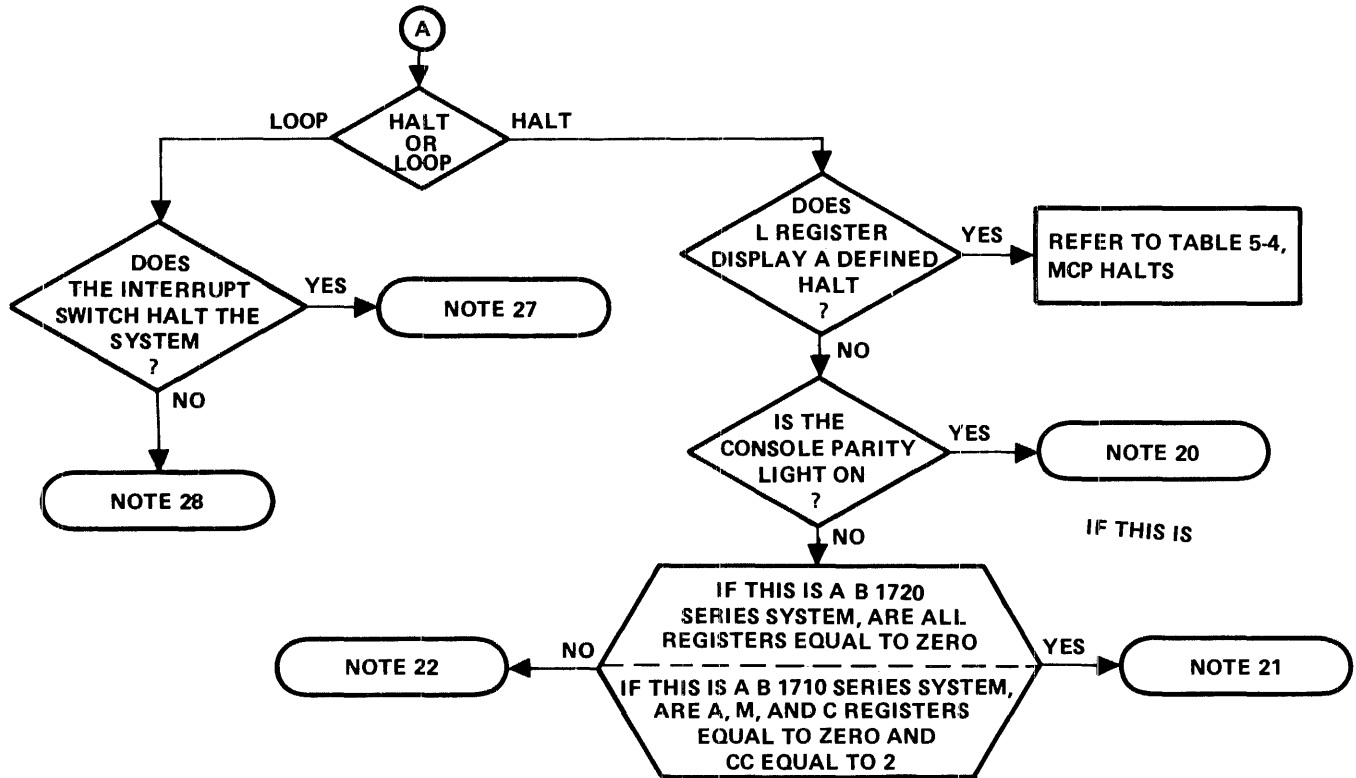 A
LOOP
HALT
OR
LOOP
HALT
DOES
THE INTERRUPT
SWITCH HALT THE
SYSTEM
?
YES
NOTE 27
NO
NOTE 28
DOES
L REGISTER
DISPLAY A DEFINED
HALT
?
YES
REFER TO TABLE 5-4,
MCP HALTS
NO
IS THE
CONSOLE PARITY
LIGHT ON
?
YES
NOTE 20
IF THIS IS
NO
IF THIS IS A B 1720
SERIES SYSTEM, ARE ALL
REGISTERS EQUAL TO ZERO
IF THIS IS A B 1710 SERIES SYSTEM,
ARE A, M, AND C REGISTERS
EQUAL TO ZERO AND
CC EQUAL TO 2
NO
NOTE 22
YES
NOTE 21